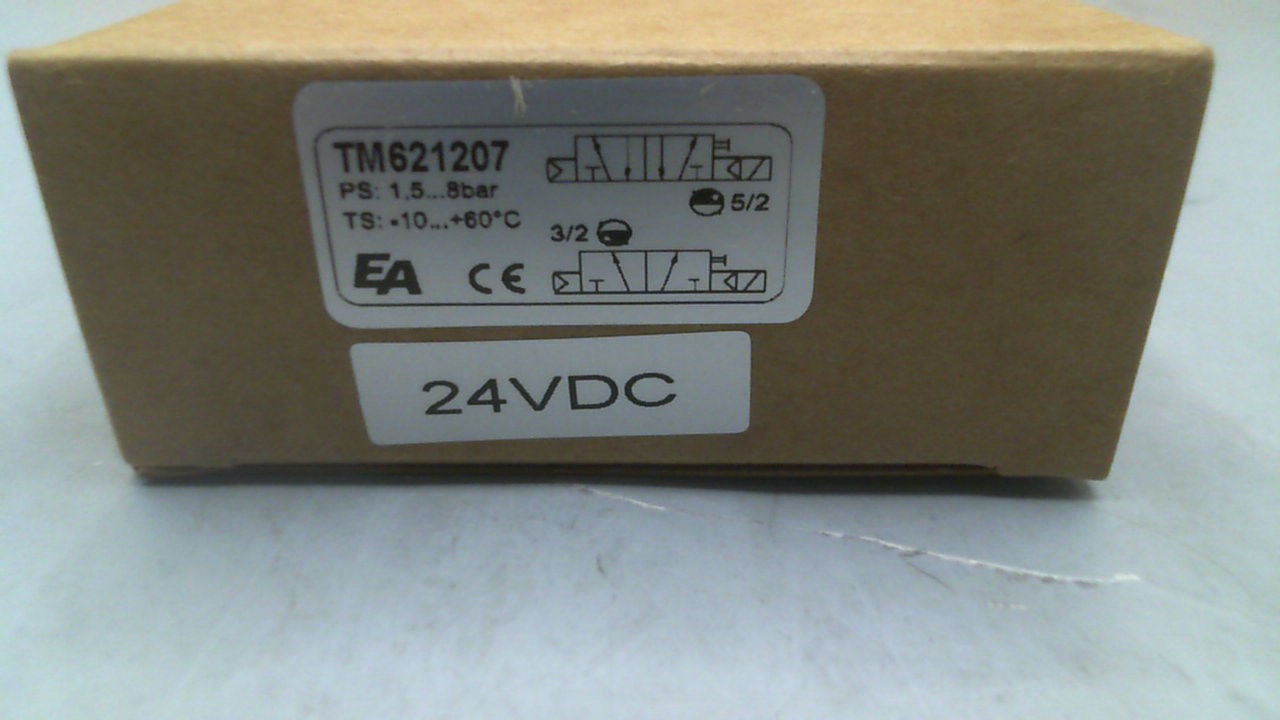 TM621207
PS: 1,5...8bar
TS: -10...+60°C
5/2
3/2
EA CE
24VDC